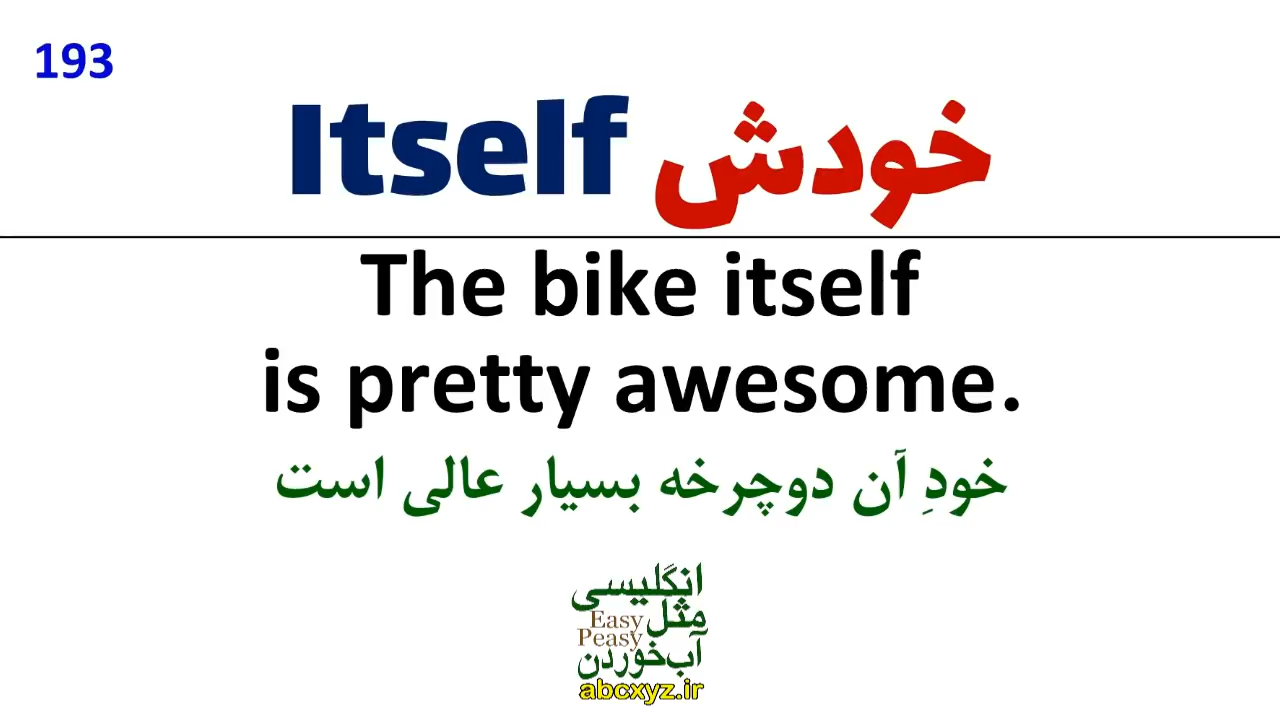 193
Itself خودش
The bike itself
is pretty awesome.
خودِ آن دوچرخه بسیار عالی است
انگلیسی
مثل
Easy
Peasy
آب‌خوردن
abcxyz.ir